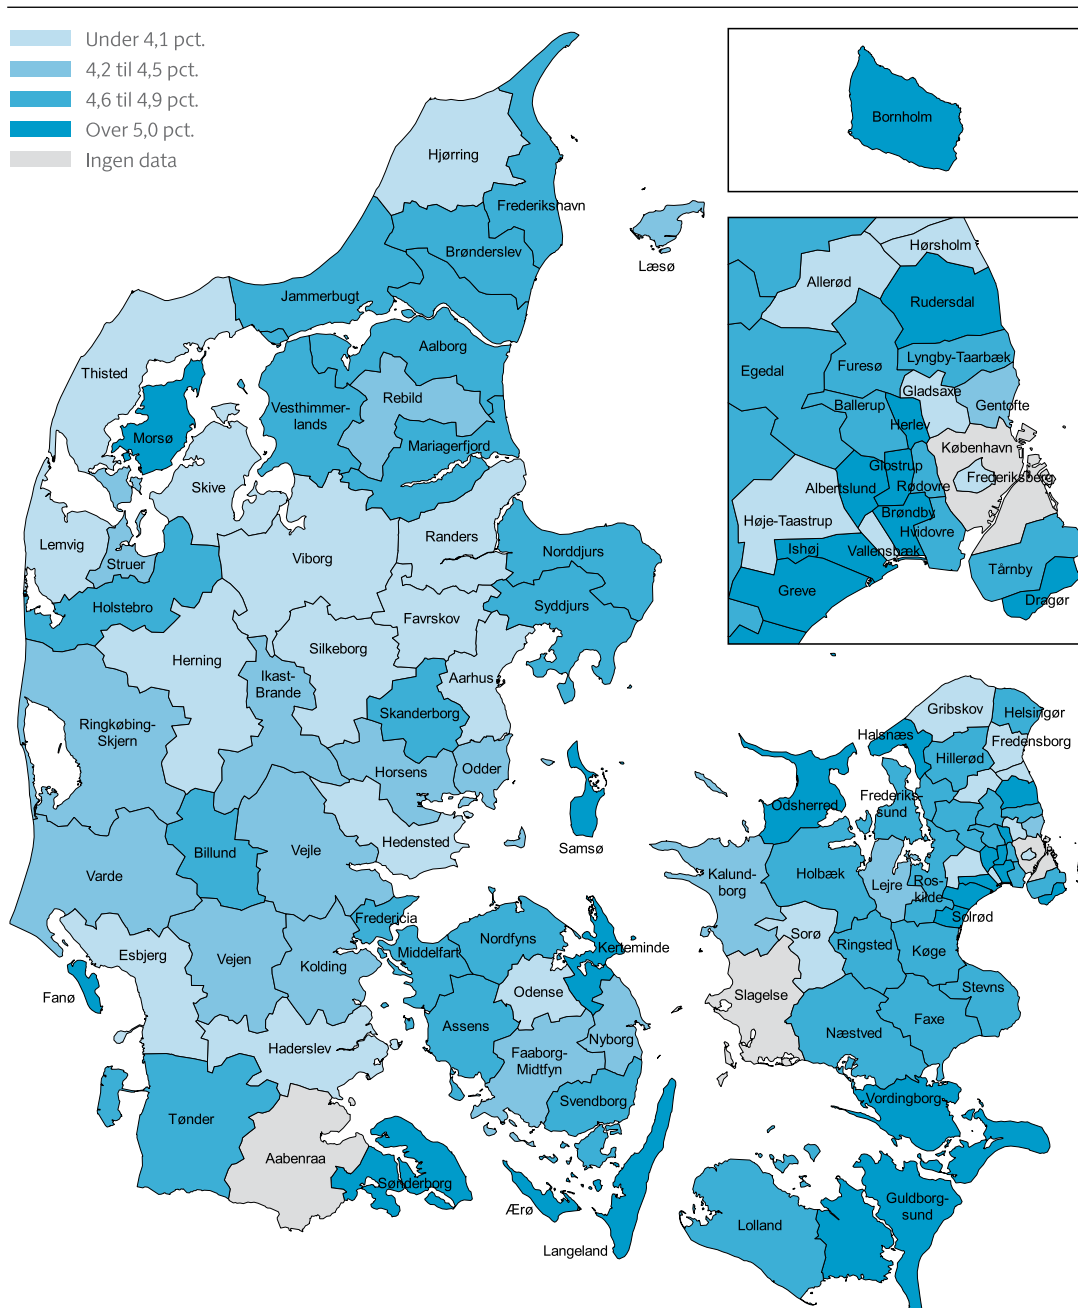 Under 4,1 pct.
4,2 til 4,5 pct.
4,6 til 4,9 pct.
Over 5,0 pct.
Ingen data
Hjørring
Frederikshavn
Brønderslev
Læsø
Jammerbugt
Aalborg
Thisted
Rebild
Vesthimmer-
lands
Morsø
Mariagerfjord
Skive
Randers
Lemvig
Viborg
Norddjurs
Struer
Holstebro
Syddjurs
Favrskov
Silkeborg
Herning
Ikast-
Brande
Aarhus
Skanderborg
Ringkøbing-
Skjern
Horsens
Odder
Hedensted
Samsø
Billund
Vejle
Varde
Fredericia
Esbjerg
Vejen
Kolding
Fanø
Haderslev
Tønder
Aabenraa
Sønderborg
Middelfart
Nordfyns
Kerteminde
Odense
Assens
Nyborg
Faaborg-
Midtfyn
Svendborg
Ærø
Langeland
Bornholm
Hørsholm
Allerød
Rudersdal
Egedal
Furesø
Lyngby-Taarbæk
Gladsaxe
Gentofte
Ballerup
Herlev
København
Glostrup
Frederiksberg
Albertslund
Rødovre
Høje-Taastrup
Brøndby
Hvidovre
Ishøj
Vallensbæk
Greve
Tårnby
Dragør
Gribskov
Helsingør
Halsnæs
Fredensborg
Hillerød
Odsherred
Frederiks-
sund
Kalund-
borg
Holbæk
Lejre
Ros-
kilde
Solrød
Sorø
Ringsted
Køge
Slagelse
Stevns
Næstved
Faxe
Vordingborg
Guldborg-
sund
Lolland